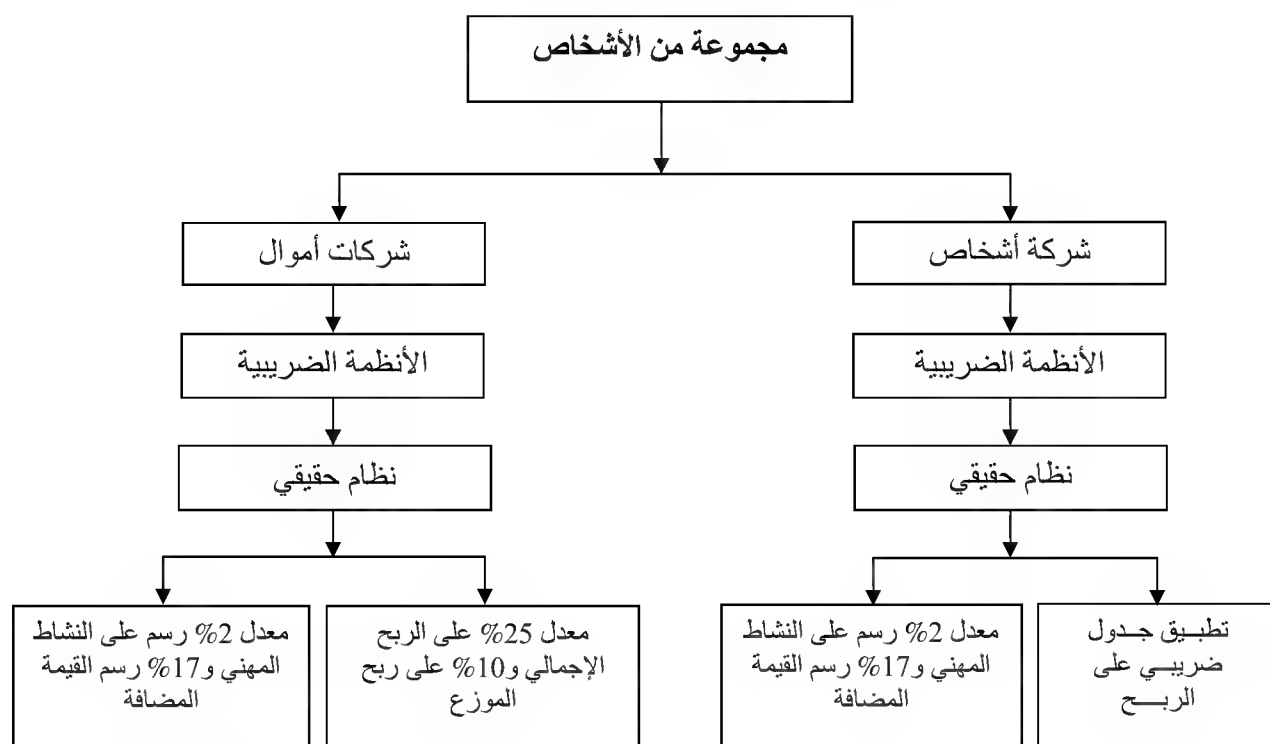 مجموعة من الأشخاص
شركة أشخاص
شركات أموال
الأنظمة الضريبية
الأنظمة الضريبية
نظام حقيقي
نظام حقيقي
تطبيق جدول
ضريبي على
الربح
معدل 2% رسم على النشاط
المهني و17% رسم القيمة
المضافة
معدل 25% على الربح
الإجمالي و10% على ربح
الموزع
معدل 2% رسم على النشاط
المهني و17% رسم القيمة
المضافة